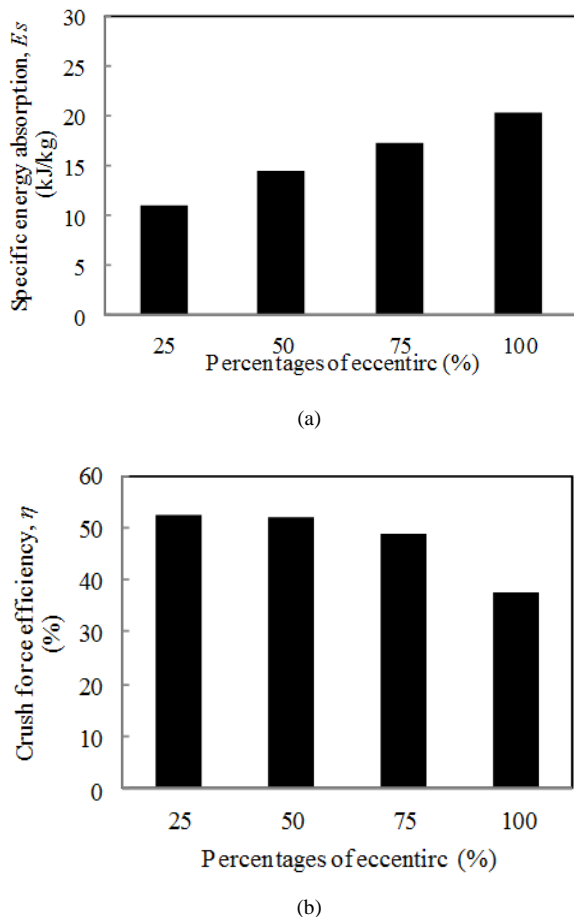 Specific energy absorption, Es
(kJ/kg)
30
25
20
15
10
5
0
25 50 75 100
Percentages of eccentirc (%)
(a)
Crush force efficiency, η
(%)
60
50
40
30
20
10
0
25 50 75 100
Percentages of eccentirc (%)
(b)